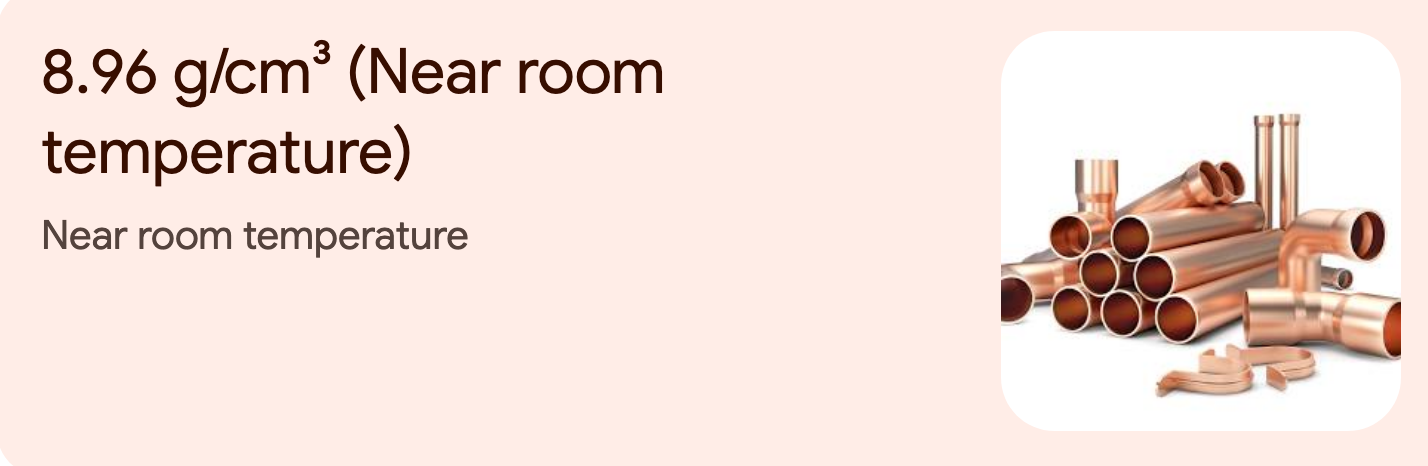 8.96 g/cm³ (Near room
temperature)
Near room temperature